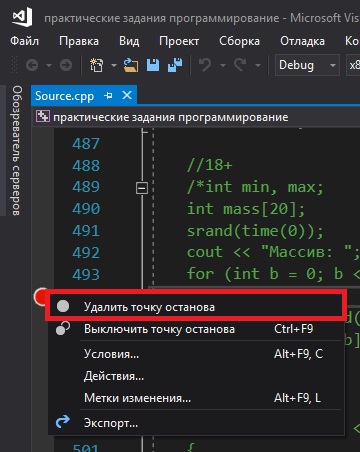 практические задания программирование - Microsoft Vis
Файл Правка Проект Сборка Отладка Ко
Debug x8
Обозреватель серверов
Source.cpp
практические задания программирование
487
488 //18+
489 /*int min, max;
490 int mass[20];
491 srand(time(0));
492 cout << "Массив: ";
493 for (int b = 0; b <
Удалить точку останова
d(
Выключить точку останова Ctrl+F9
b]
Условия... Alt+F9, C
Действия...
Метки изменения... Alt+F9, L
Экспорт...
<
501 {